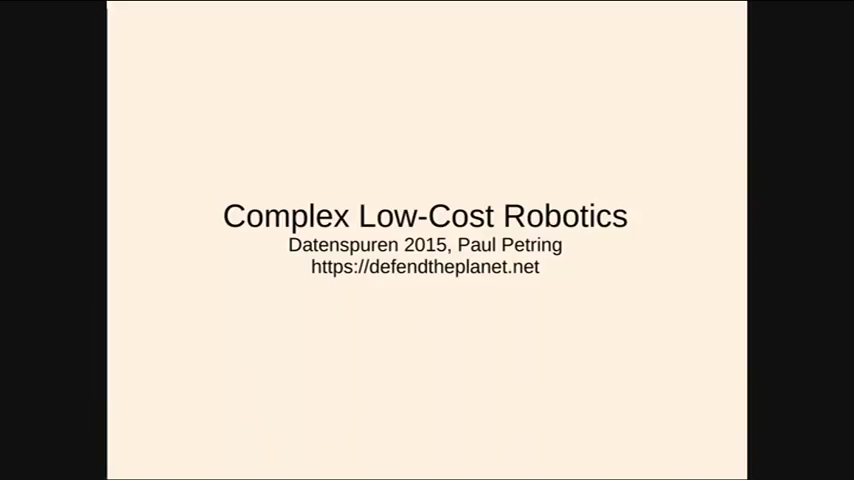 Complex Low-Cost Robotics
Datenspuren 2015, Paul Petring
https://defendtheplanet.net